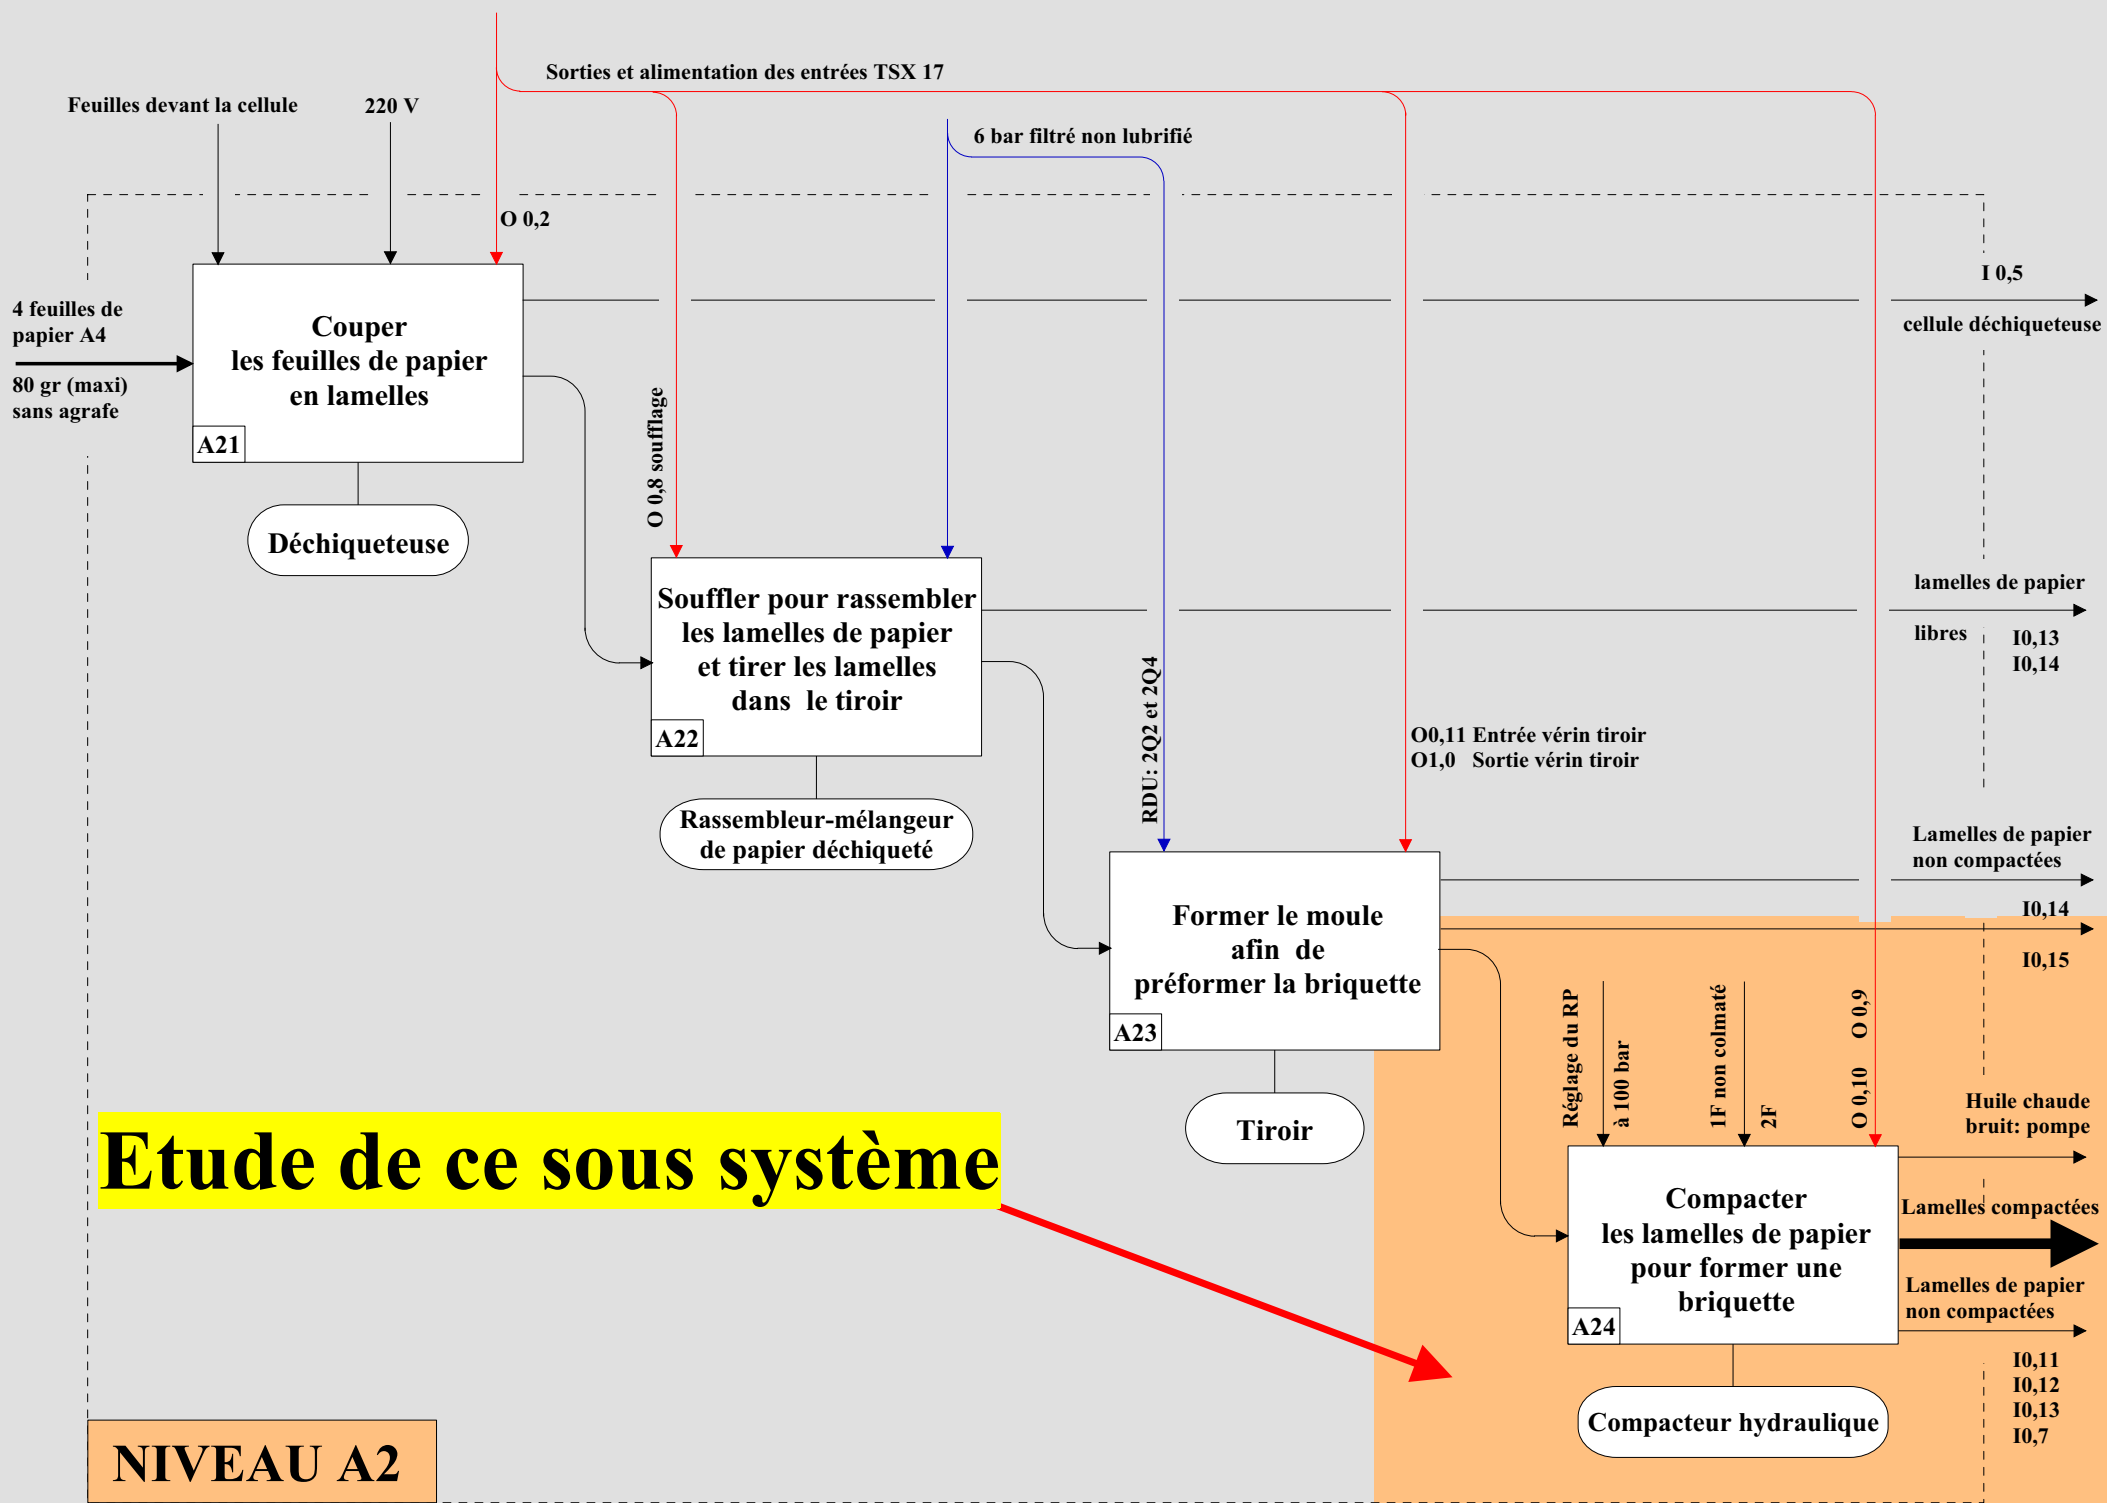 Sorties et alimentation des entrées TSX 17
Feuilles devant la cellule
220 V
6 bar filtré non lubrifié
O 0,2
I 0,5
cellule déchiqueteuse
4 feuilles de
papier A4
80 gr (maxi)
sans agrafe
Couper
les feuilles de papier
en lamelles
A21
Déchiqueteuse
O 0,8 soufflage
Souffler pour rassembler
les lamelles de papier
et tirer les lamelles
dans le tiroir
A22
Rassembleur-mélangeur
de papier déchiqueté
lamelles de papier
libres
I0,13
I0,14
RDU: 2Q2 et 2Q4
O0,11 Entrée vérin tiroir
O1,0 Sortie vérin tiroir
Lamelles de papier
non compactées
I0,14
I0,15
Former le moule
afin de
préformer la briquette
A23
Tiroir
Réglage du RP
à 100 bar
1F non colmaté
2F
O 0,10 O 0,9
Huile chaude
bruit: pompe
Compacter
les lamelles de papier
pour former une
briquette
A24
Compacteur hydraulique
Lamelles compactées
Lamelles de papier
non compactées
I0,11
I0,12
I0,13
I0,7
Etude de ce sous système
NIVEAU A2